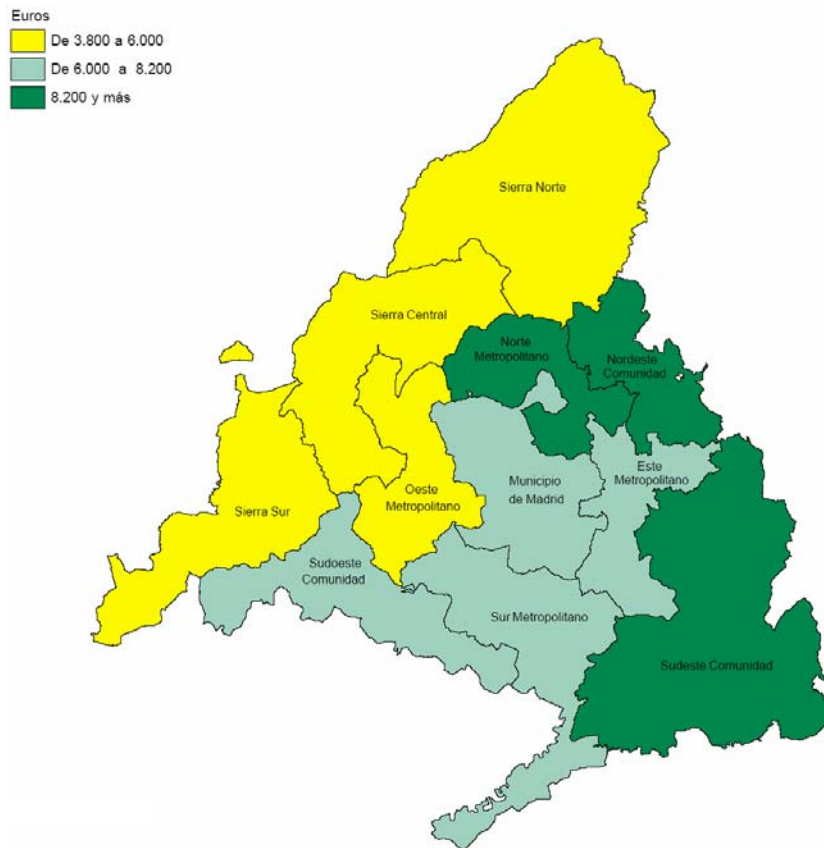 Euros
De 3.800 a 6.000
De 6.000 a 8.200
8.200 y más
Sierra Norte
Sierra Central
Norte
Metropolitano
Nordeste
Comunidad
Este
Metropolitano
Municipio
de Madrid
Oeste
Metropolitano
Sierra Sur
Sudoeste
Comunidad
Sur Metropolitano
Sudeste Comunidad